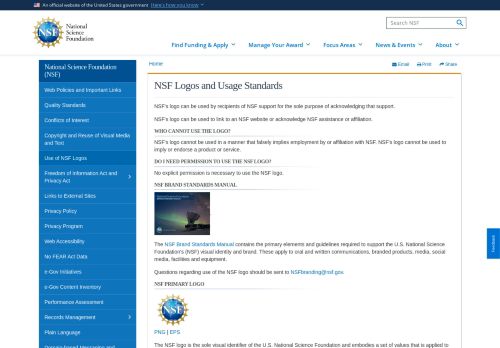 An official website of the United States government Here's how you know
National
Science
Foundation
Search NSF
Find Funding & Apply
Manage Your Award
Focus Areas
News & Events
About
National Science Foundation
(NSF)
Web Policies and Important Links
Quality Standards
Conflicts of Interest
Copyright and Reuse of Visual Media
and Text
Use of NSF Logos
Freedom of Information Act and
Privacy Act
Links to External Sites
Privacy Policy
Privacy Program
Web Accessibility
No FEAR Act Data
e-Gov Initiatives
e-Gov Content Inventory
Performance Assessment
Records Management
Plain Language
Home
Email
Print
Share
NSF Logos and Usage Standards
NSF's logo can be used by recipients of NSF support for the sole purpose of acknowledging that support.
NSF's logo can be used to link to an NSF website or acknowledge NSF assistance or affiliation.
WHO CANNOT USE THE LOGO?
NSF's logo cannot be used in a manner that falsely implies employment by or affiliation with NSF. NSF's logo cannot be used to
imply or endorse a product or service.
DO I NEED PERMISSION TO USE THE NSF LOGO?
No explicit permission is necessary to use the NSF logo.
NSF BRAND STANDARDS MANUAL
The NSF Brand Standards Manual contains the primary elements and guidelines required to support the U.S. National Science
Foundation's (NSF) visual identity and brand. These apply to oral and written communications, branded products, media, social
media, facilities and equipment.
Questions regarding use of the NSF logo should be sent to NSFbranding@nsf.gov.
NSF PRIMARY LOGO
NSF
PNG | EPS
The NSF logo is the sole visual identifier of the U.S. National Science Foundation and embodies a set of values that is applied to
Feedback